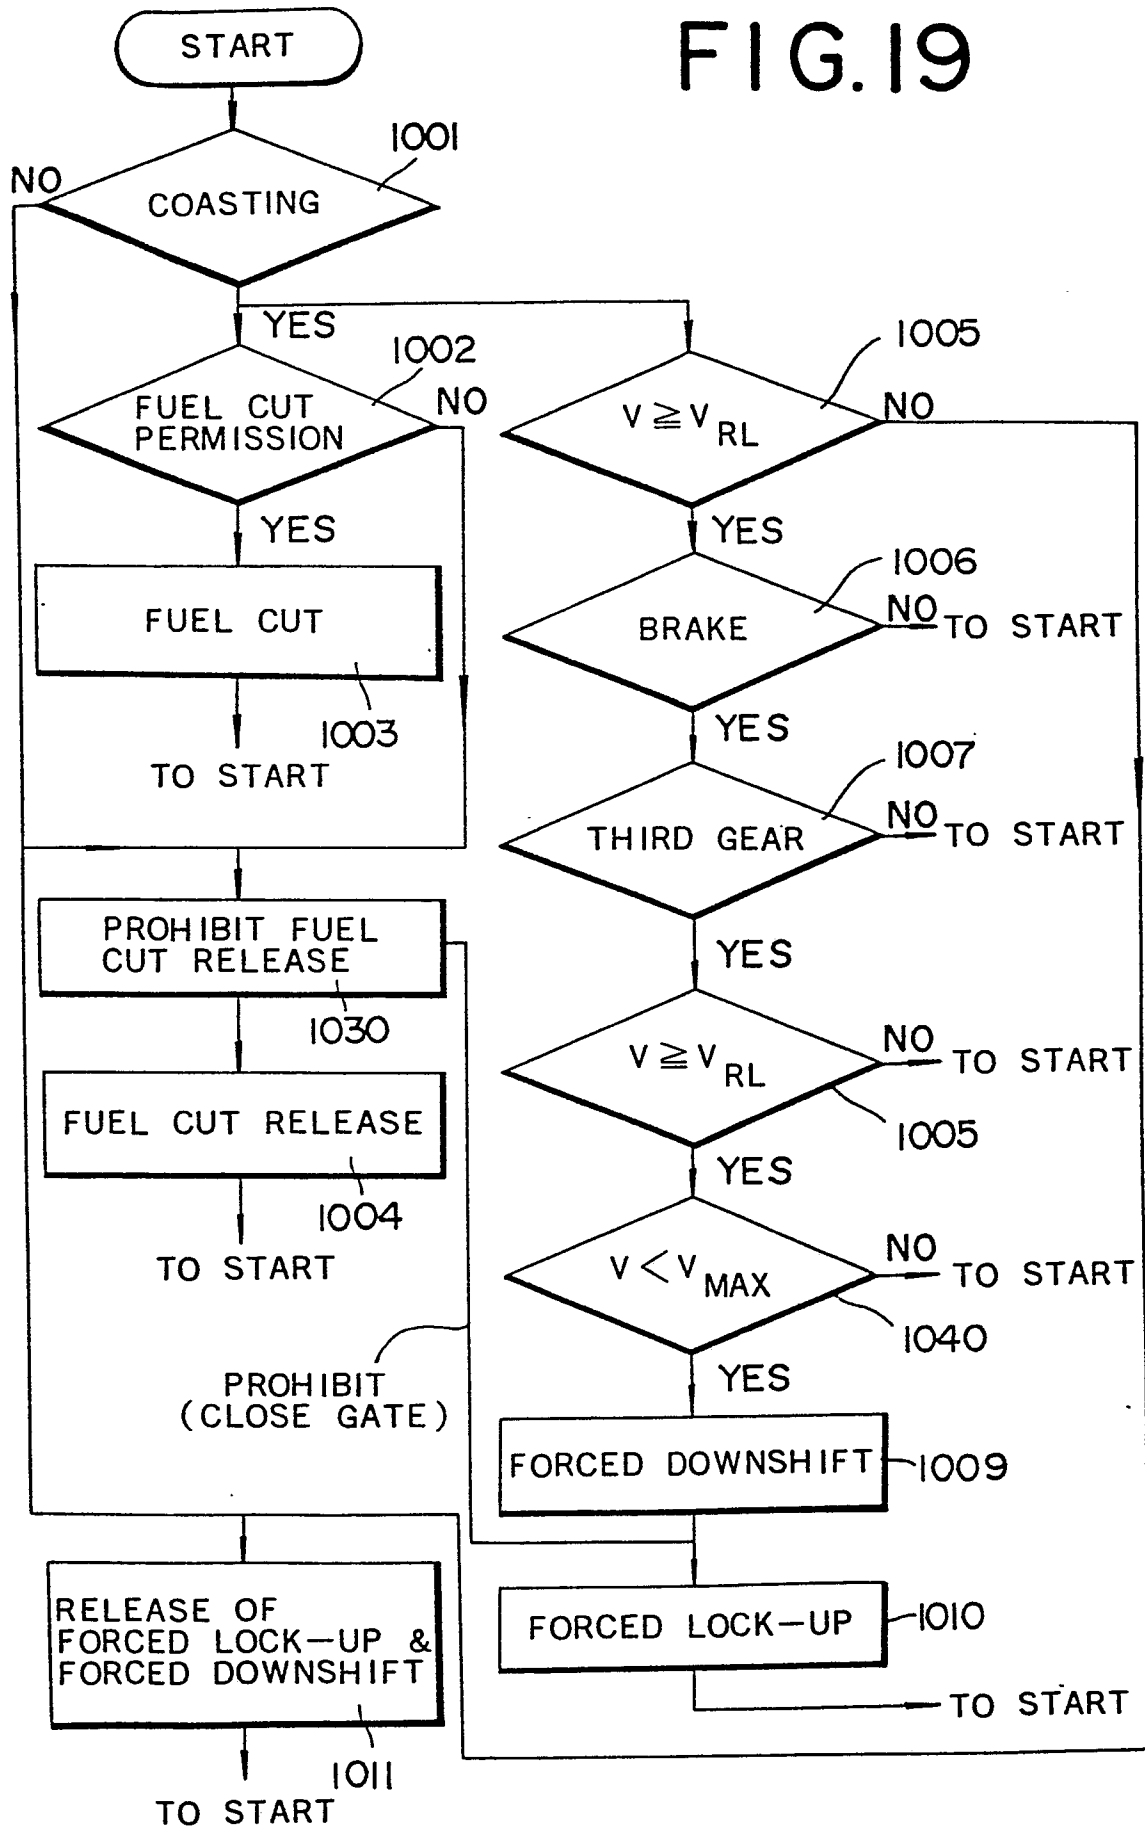 FIG. 19
START
1001
NO
COASTING
YES
1002
FUEL CUT
PERMISSION
NO
YES
FUEL CUT
1003
TO START
PROHIBIT FUEL
CUT RELEASE
1030
FUEL CUT RELEASE
1004
TO START
PROHIBIT
(CLOSE GATE)
RELEASE OF
FORCED LOCK-UP &
FORCED DOWNSHIFT
1011
TO START
1005
V ≧ V RL
NO
YES
1006
BRAKE
NO
TO START
YES
1007
THIRD GEAR
NO
TO START
YES
V ≧ V RL
NO
TO START
1005
YES
V < V MAX
NO
TO START
1040
YES
FORCED DOWNSHIFT
1009
FORCED LOCK-UP
1010
TO START